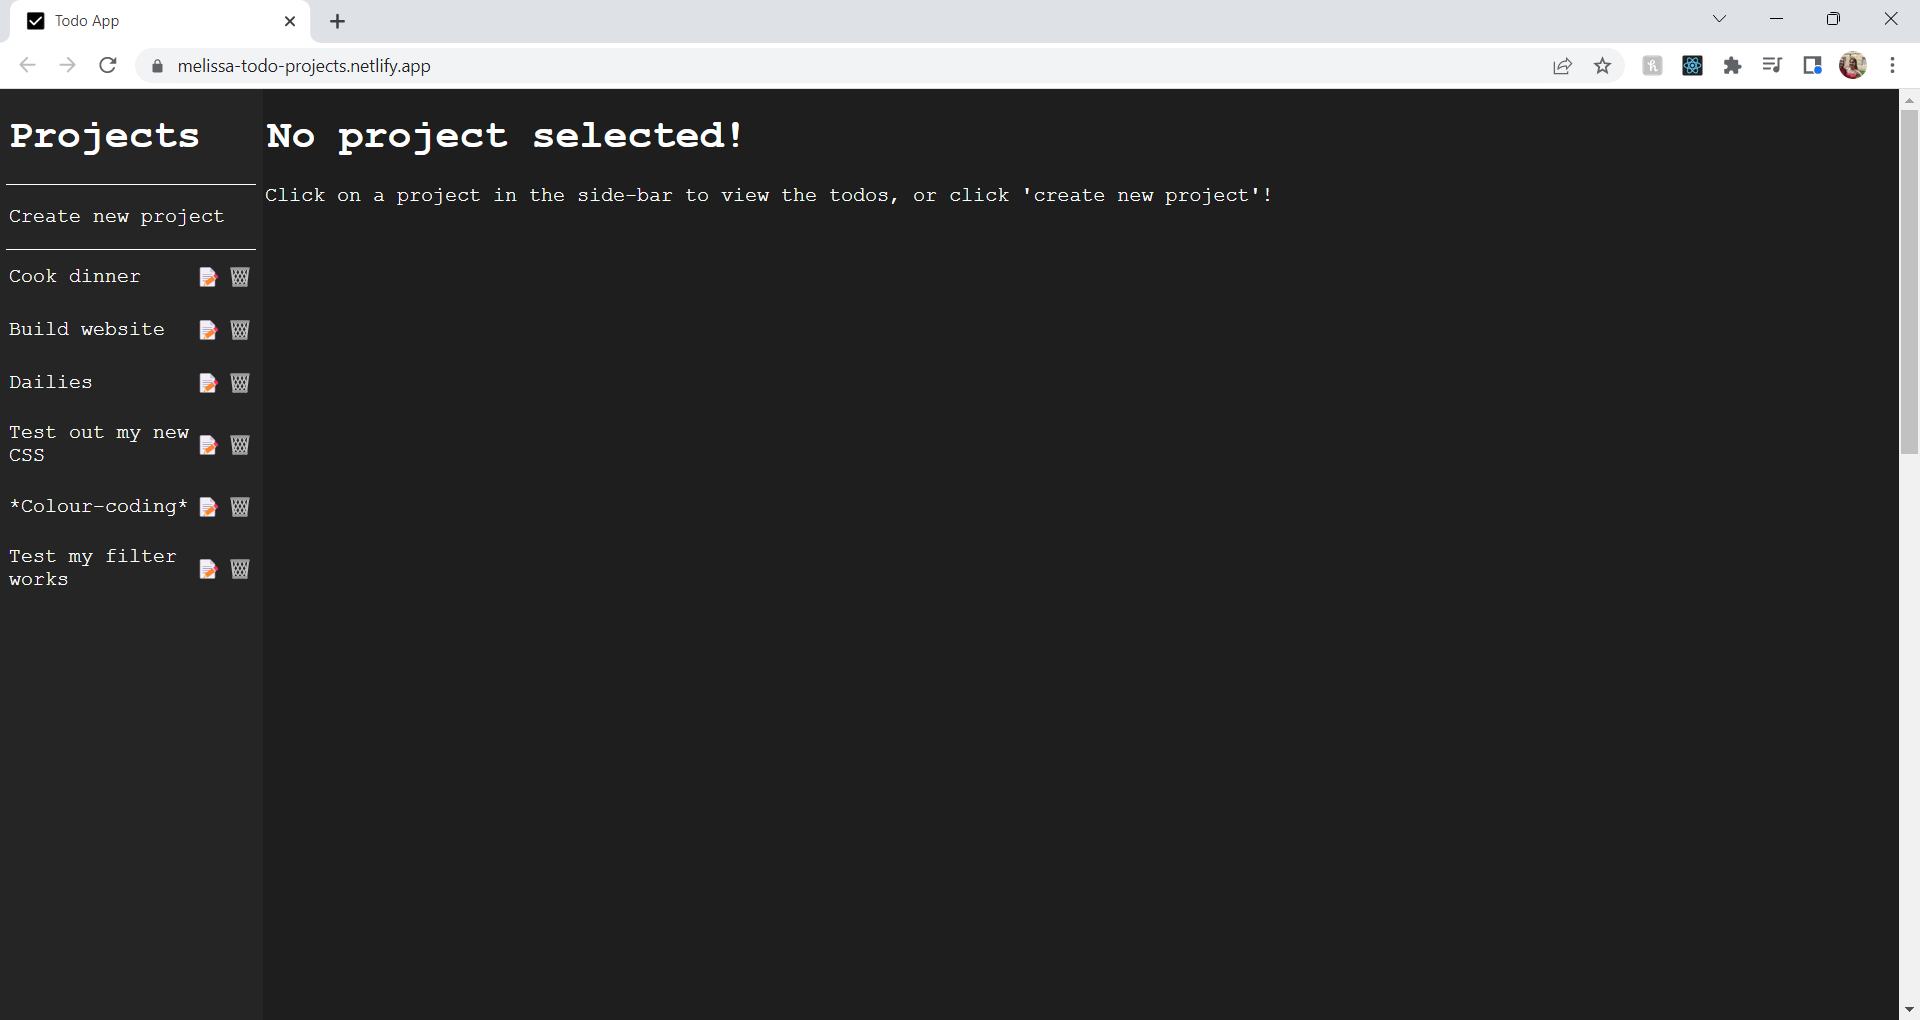 Todo App
melissa-todo-projects.netlify.app
Projects
Create new project
Cook dinner
Build website
Dailies
Test out my new
CSS
*Colour-coding*
Test my filter
works
No project selected!
Click on a project in the side-bar to view the todos, or click 'create new project'!